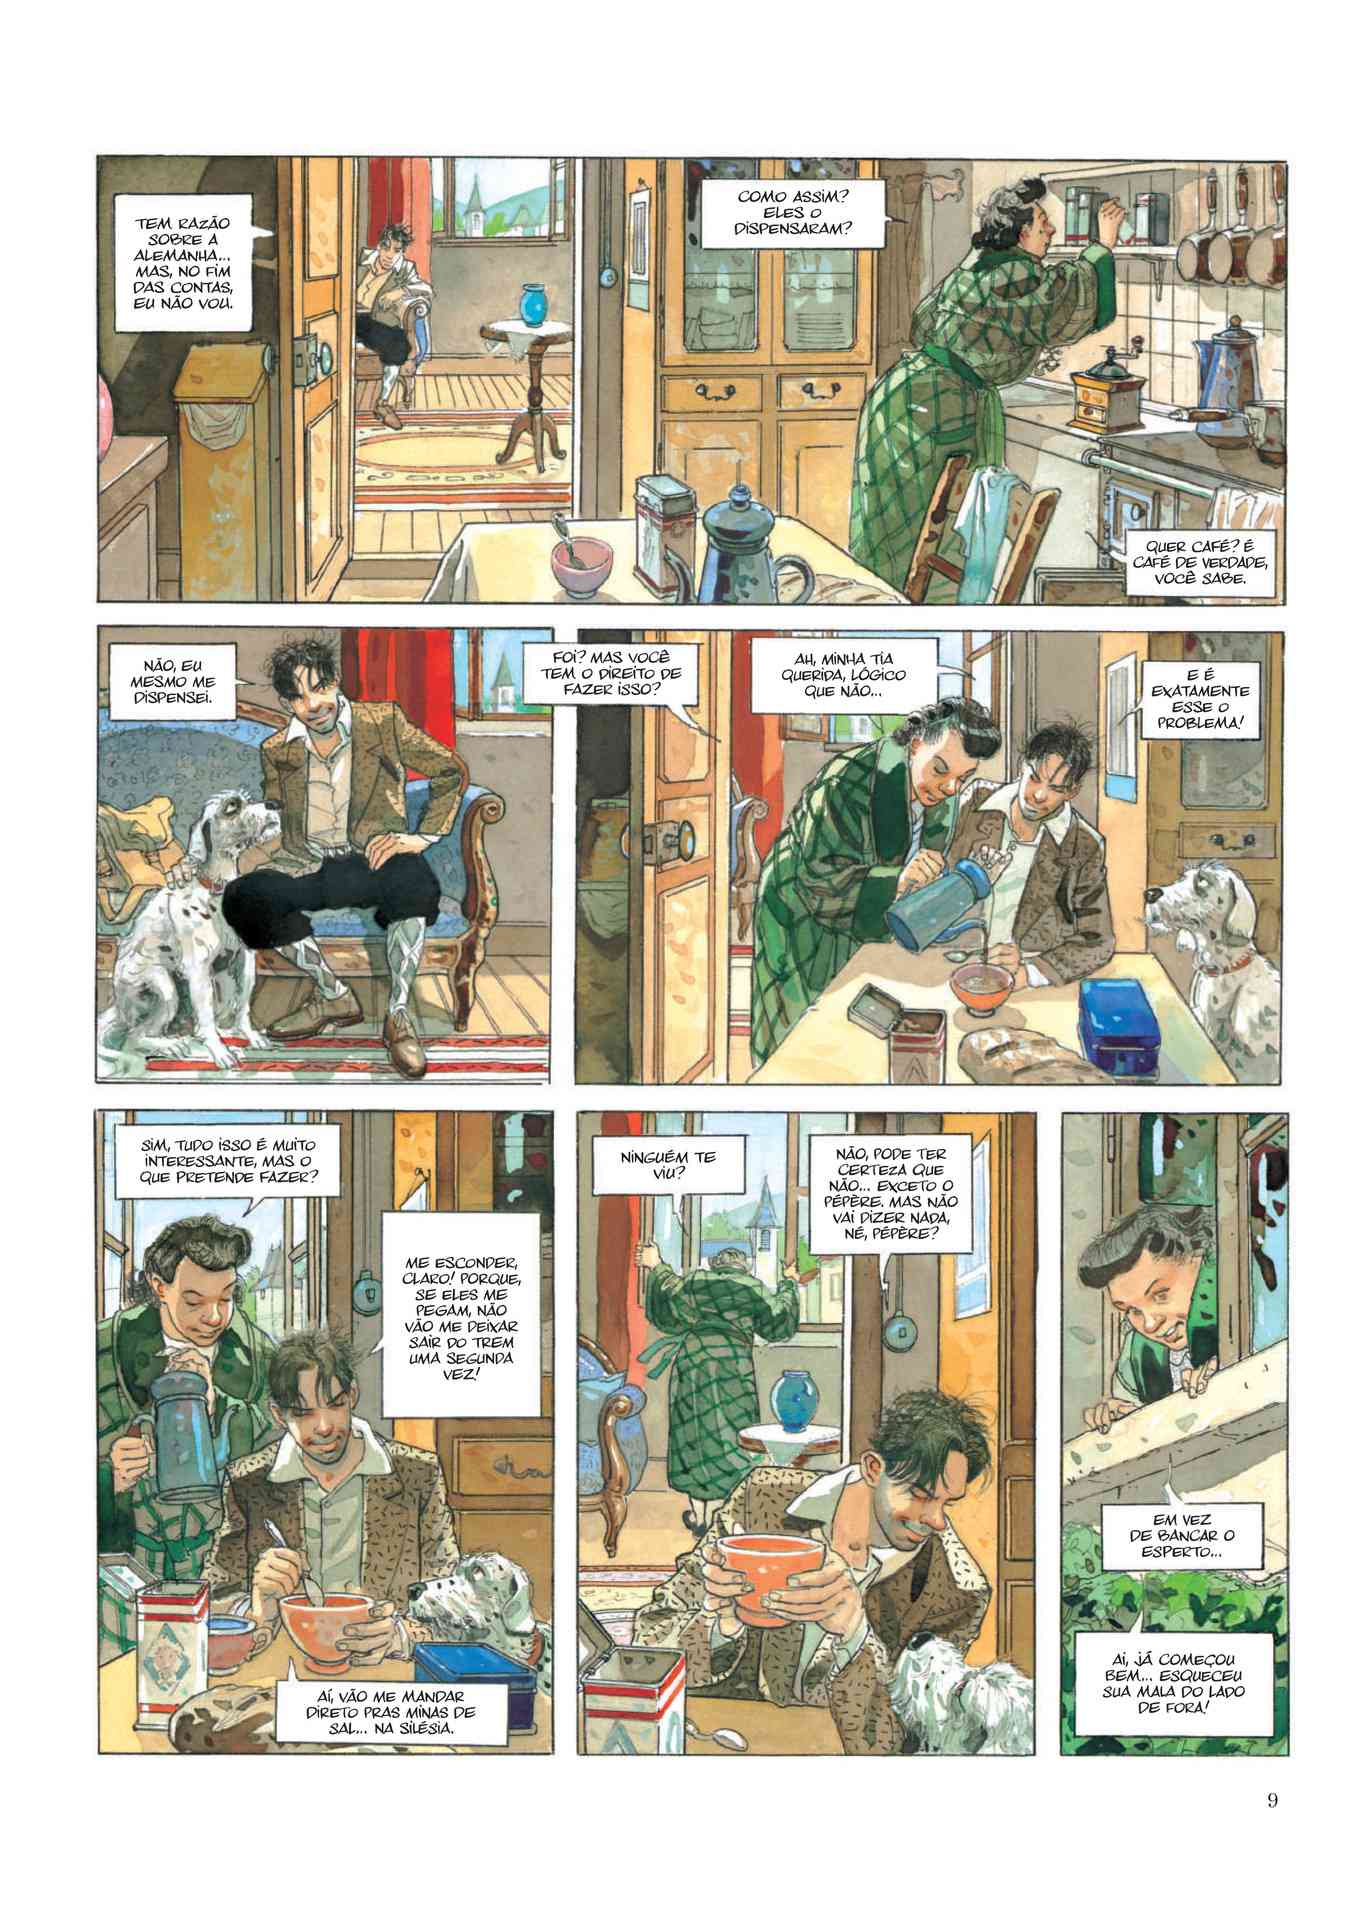 TEM RAZÃO
SOBRE A
ALEMANHA...
MAS, NO FIM
DAS CONTAS,
EU NÃO VOU.
COMO ASSIM?
ELES O
DISPENSARAM?
QUER CAFÉ? É
CAFÉ DE VERDADE,
VOCÊ SABE.
NÃO, EU
MESMO ME
DISPENSEI.
FOI? MAS VOCÊ
TEM O DIREITO DE
FAZER ISSO?
AH, MINHA TIA
QUERIDA, LÓGICO
QUE NÃO...
E É
EXATAMENTE
ESSE O
PROBLEMA!
SIM, TUDO ISSO É MUITO
INTERESSANTE, MAS O
QUE PRETENDE FAZER?
ME ESCONDER,
CLARO! PORQUE,
SE ELES ME
PEGAM, NÃO
VÃO ME DEIXAR
SAIR DO TREM
UMA SEGUNDA
VEZ!
AÍ, VÃO ME MANDAR
DIRETO PRAS MINAS DE
SAL... NA SILÉSIA.
NINGUÉM TE
VIU?
NÃO, PODE TER
CERTEZA QUE
NÃO... EXCETO O
PÉPÈRE. MAS NÃO
VAI DIZER NADA,
NÉ, PÉPÈRE?
EM VEZ
DE BANCAR O
ESPERTO...
AI, JÁ COMEÇOU
BEM... ESQUECEU
SUA MALA DO LADO
DE FORA!
9